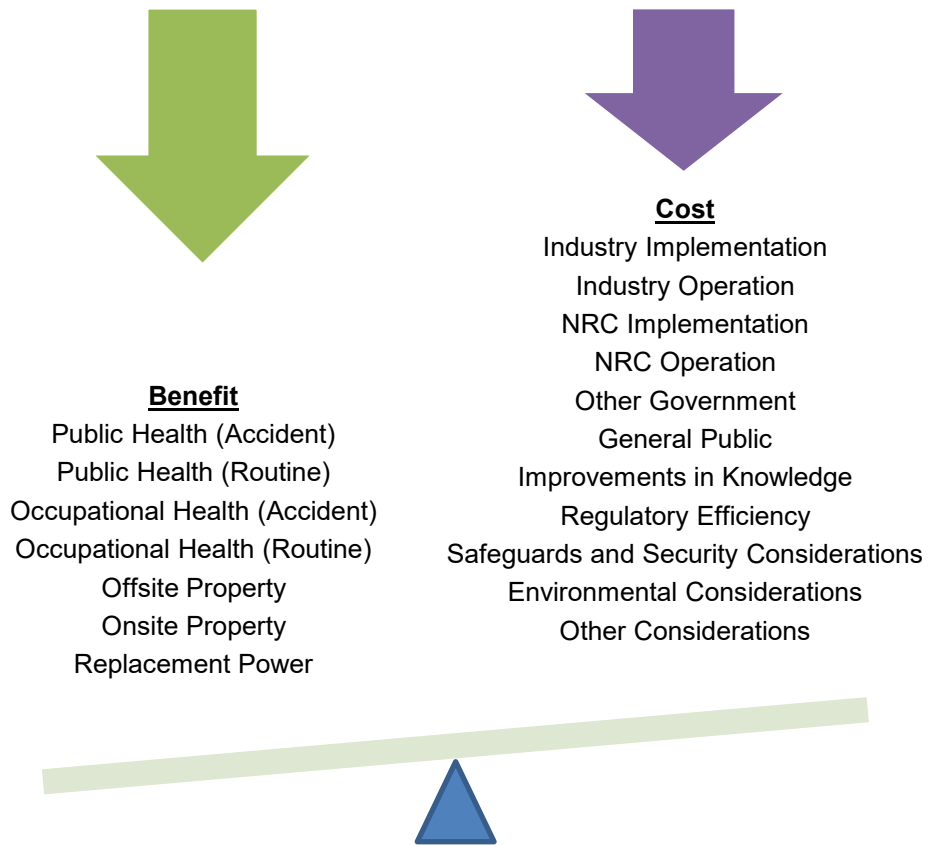 Benefit
Public Health (Accident)
Public Health (Routine)
Occupational Health (Accident)
Occupational Health (Routine)
Offsite Property
Onsite Property
Replacement Power
Cost
Industry Implementation
Industry Operation
NRC Implementation
NRC Operation
Other Government
General Public
Improvements in Knowledge
Regulatory Efficiency
Safeguards and Security Considerations
Environmental Considerations
Other Considerations